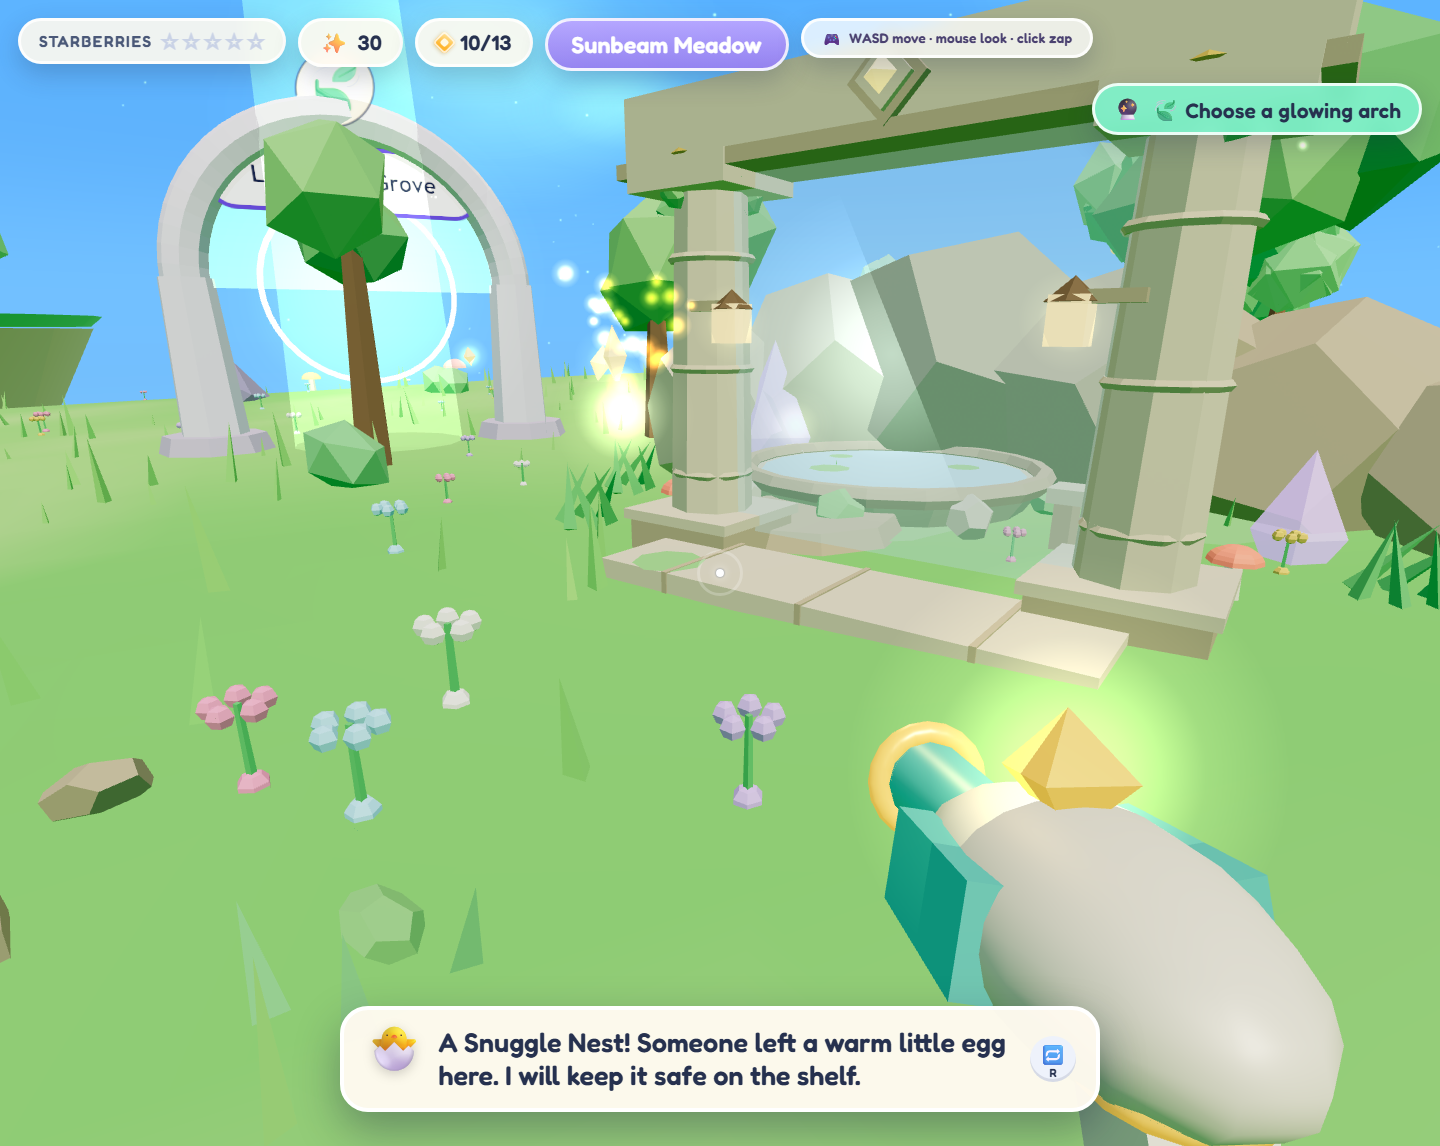 STARBERRIES
30
10/13
Sunbeam Meadow
WASD move · mouse look · click zap
Choose a glowing arch
Grove
A Snuggle Nest! Someone left a warm little egg
here. I will keep it safe on the shelf.
R